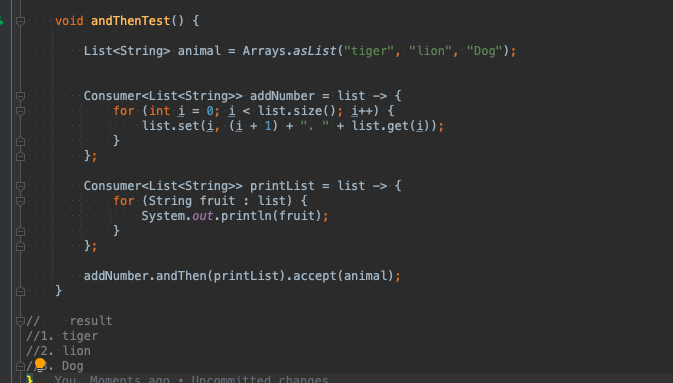 void andThenTest() {
List<String> animal = Arrays.asList("tiger", "lion", "Dog");
Consumer<List<String>> addNumber = list -> {
for (int i = 0; i < list.size(); i++) {
list.set(i, (i + 1) + ". " + list.get(i));
}
};
Consumer<List<String>> printList = list -> {
for (String fruit : list) {
System.out.println(fruit);
}
};
addNumber.andThen(printList).accept(animal);
}
// result
//1. tiger
//2. lion
Dog
} You, Moments ago • Uncommitted changes